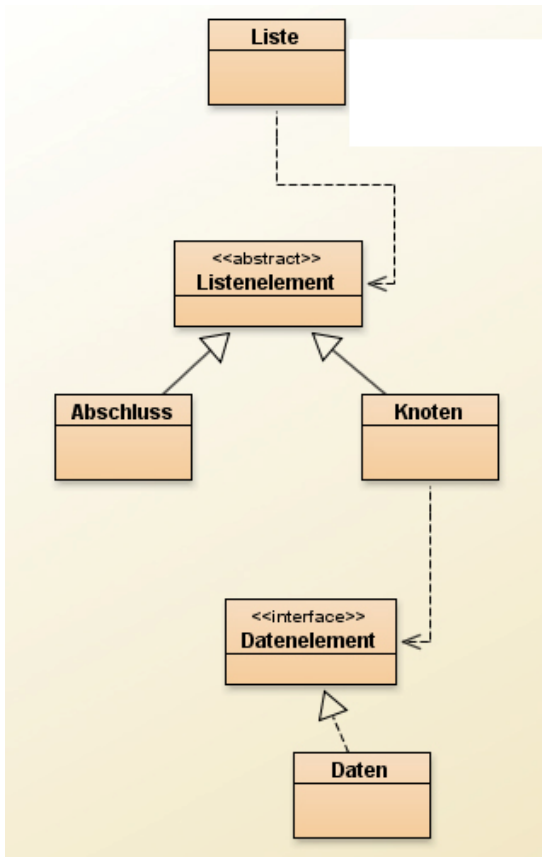 Liste
<<abstract>>
Listenelement
Abschluss
Knoten
<<interface>>
Datenelement
Daten